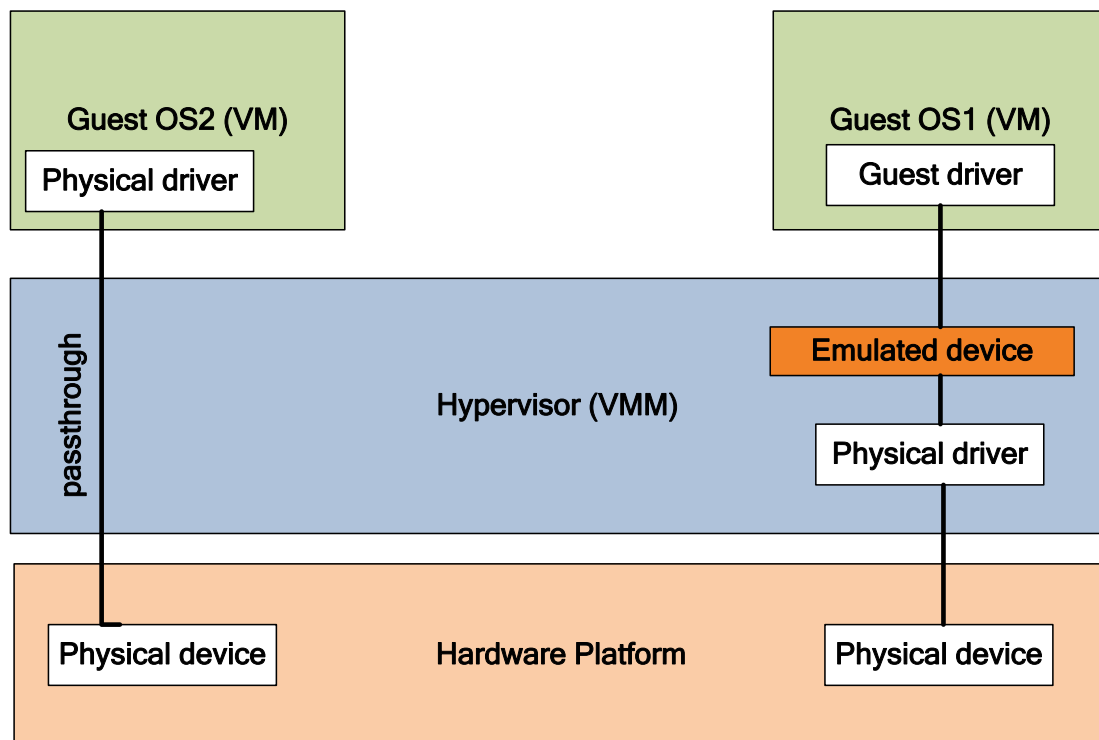 Guest OS2 (VM)
Physical driver
Guest OS1 (VM)
Guest driver
passthrough
Hypervisor (VMM)
Emulated device
Physical driver
Physical device
Hardware Platform
Physical device